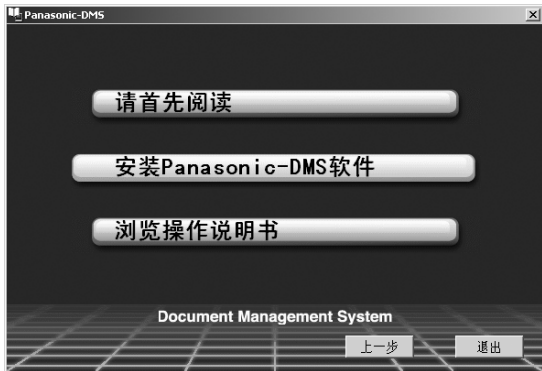 Panasonic-DMS
请首先阅读
安装Panasonic-DMS软件
浏览操作说明书
Document Management System
上一步
退出